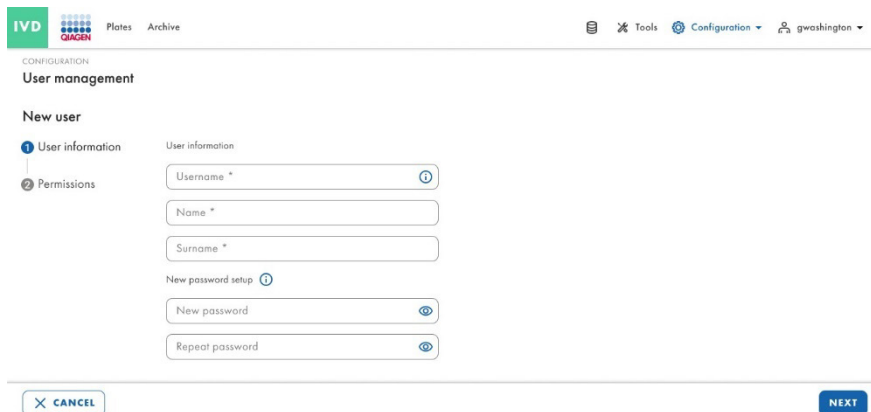 IVD QIAGEN Plates Archive Tools Configuration gwashington
CONFIGURATION
User management
New user
1 User information
2 Permissions
User information
Username *
Name *
Surname *
New password setup
New password
Repeat password
CANCEL NEXT